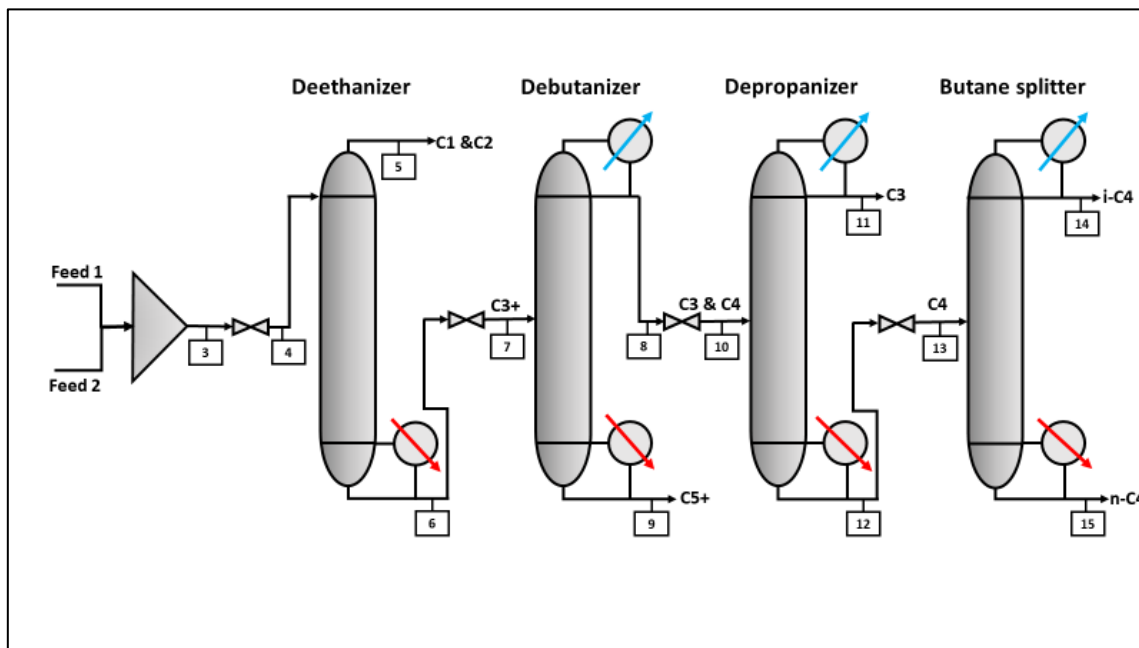 Deethanizer
Debutanizer
Depropanizer
Butane splitter
C1 &C2
5
C3
11
i-C4
14
Feed 1
Feed 2
3
4
C3+
7
8
C3 & C4
10
C4
13
6
C5+
9
12
n-C4
15